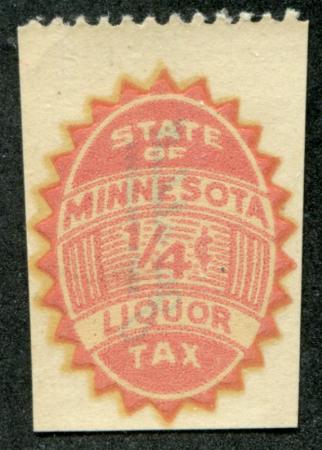 STATE
OF
MINNESOTA
1/4¢
LIQUOR
TAX